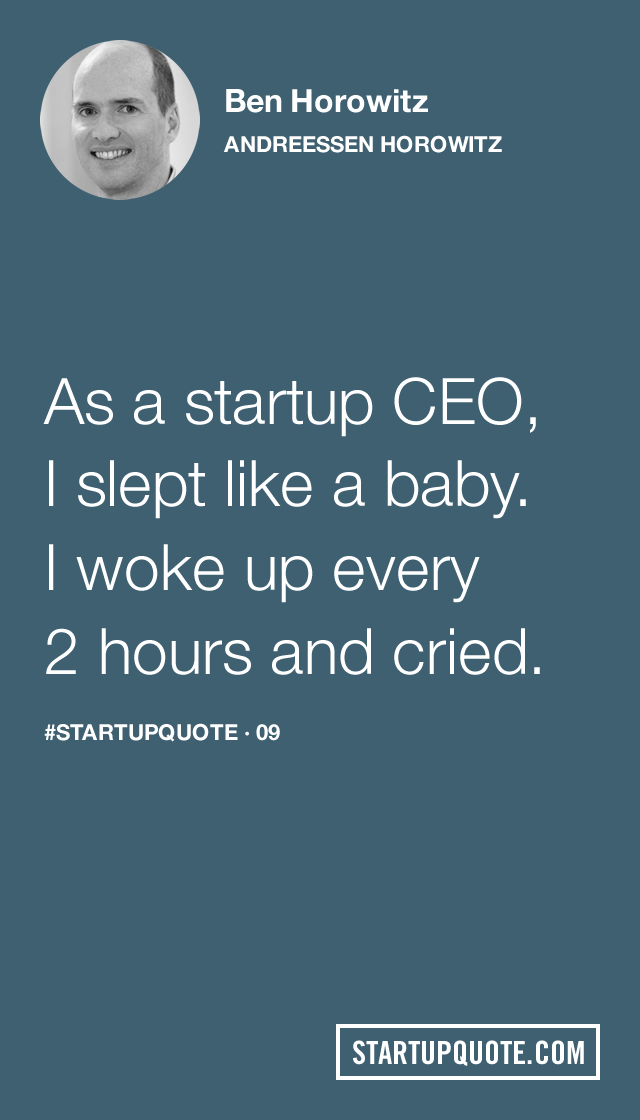 Ben Horowitz
ANDREESSEN HOROWITZ
As a startup CEO,
I slept like a baby.
I woke up every
2 hours and cried.
#STARTUPQUOTE · 09
STARTUPQUOTE.COM